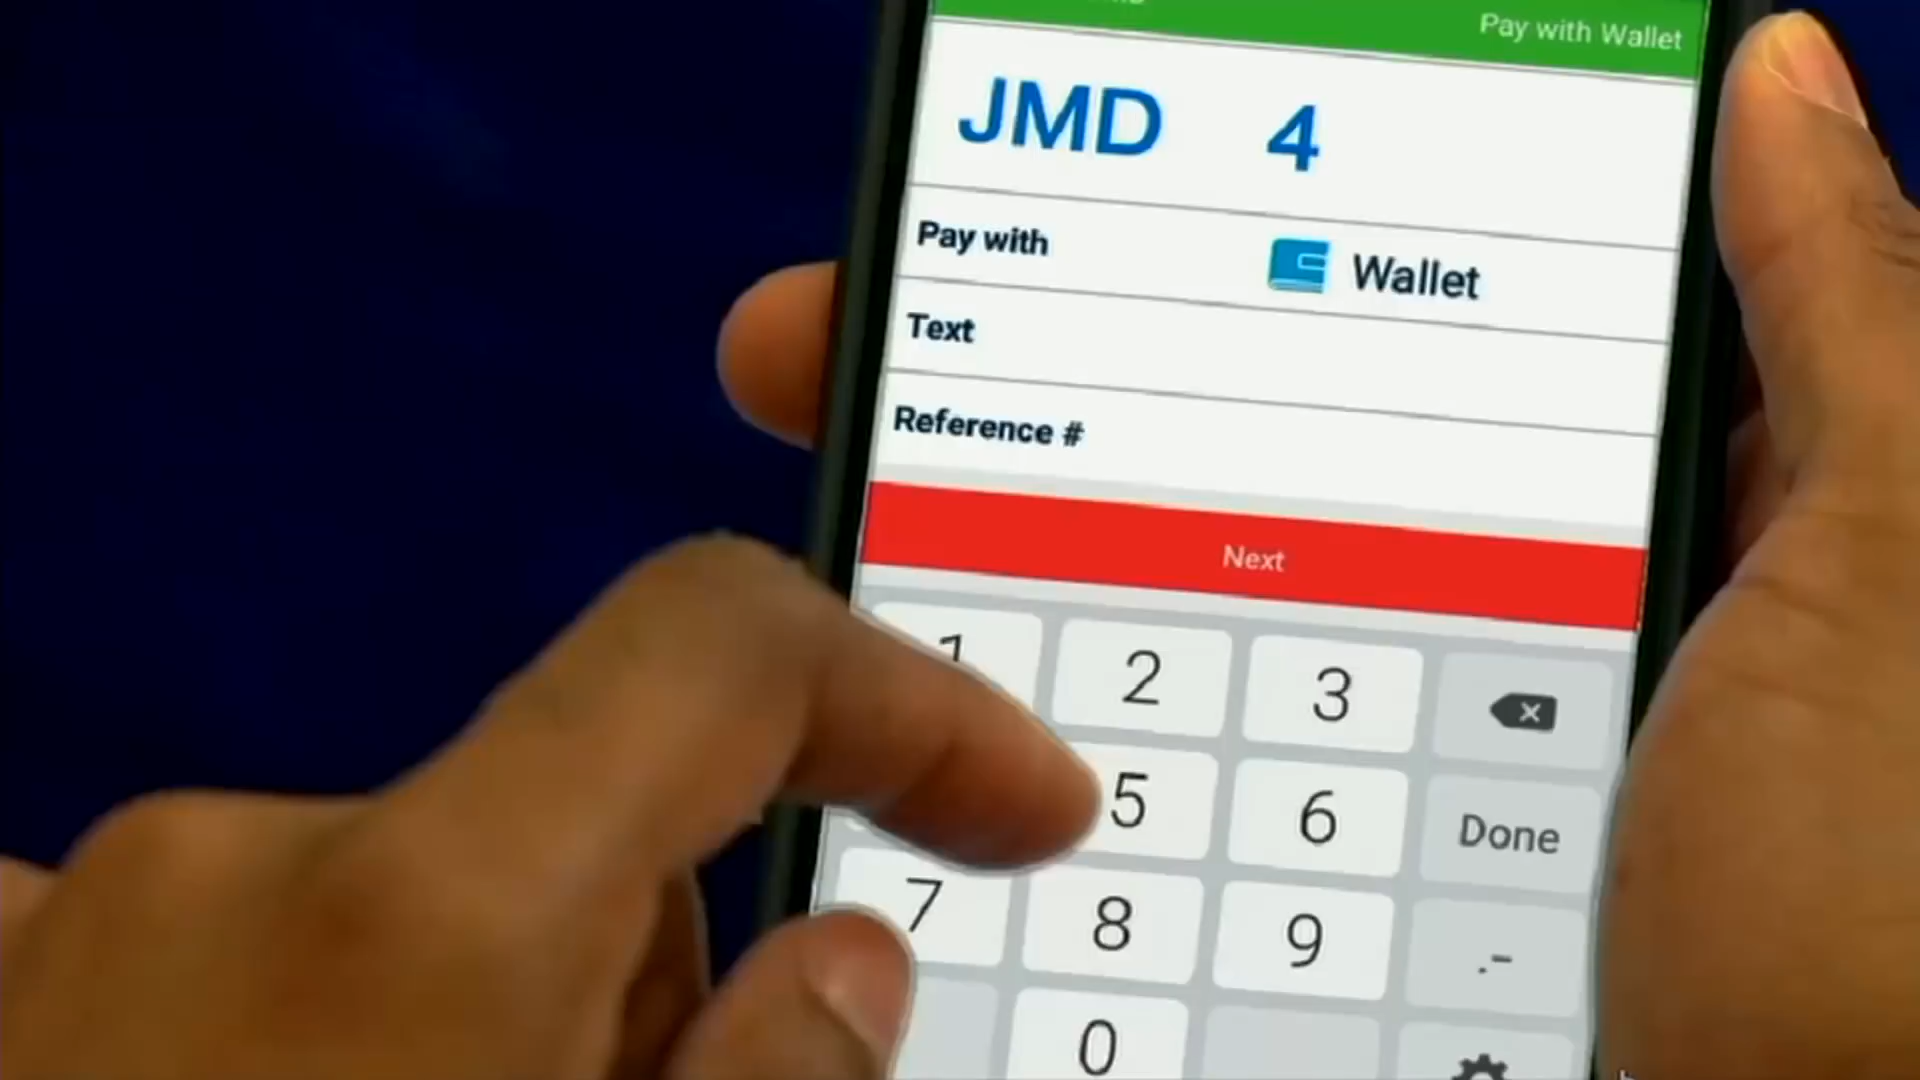 Pay with Wallet
JMD 4
Pay with Wallet
Text
Reference #
Next
1 2 3
5 6 Done
7 8 9 .-
0